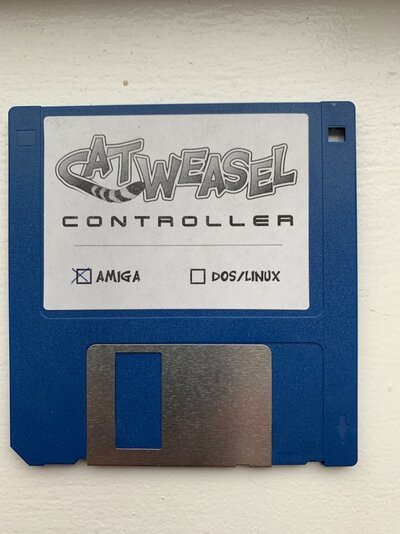 CATWEASEL
CONTROLLER
AMIGA
DOS/LINUX